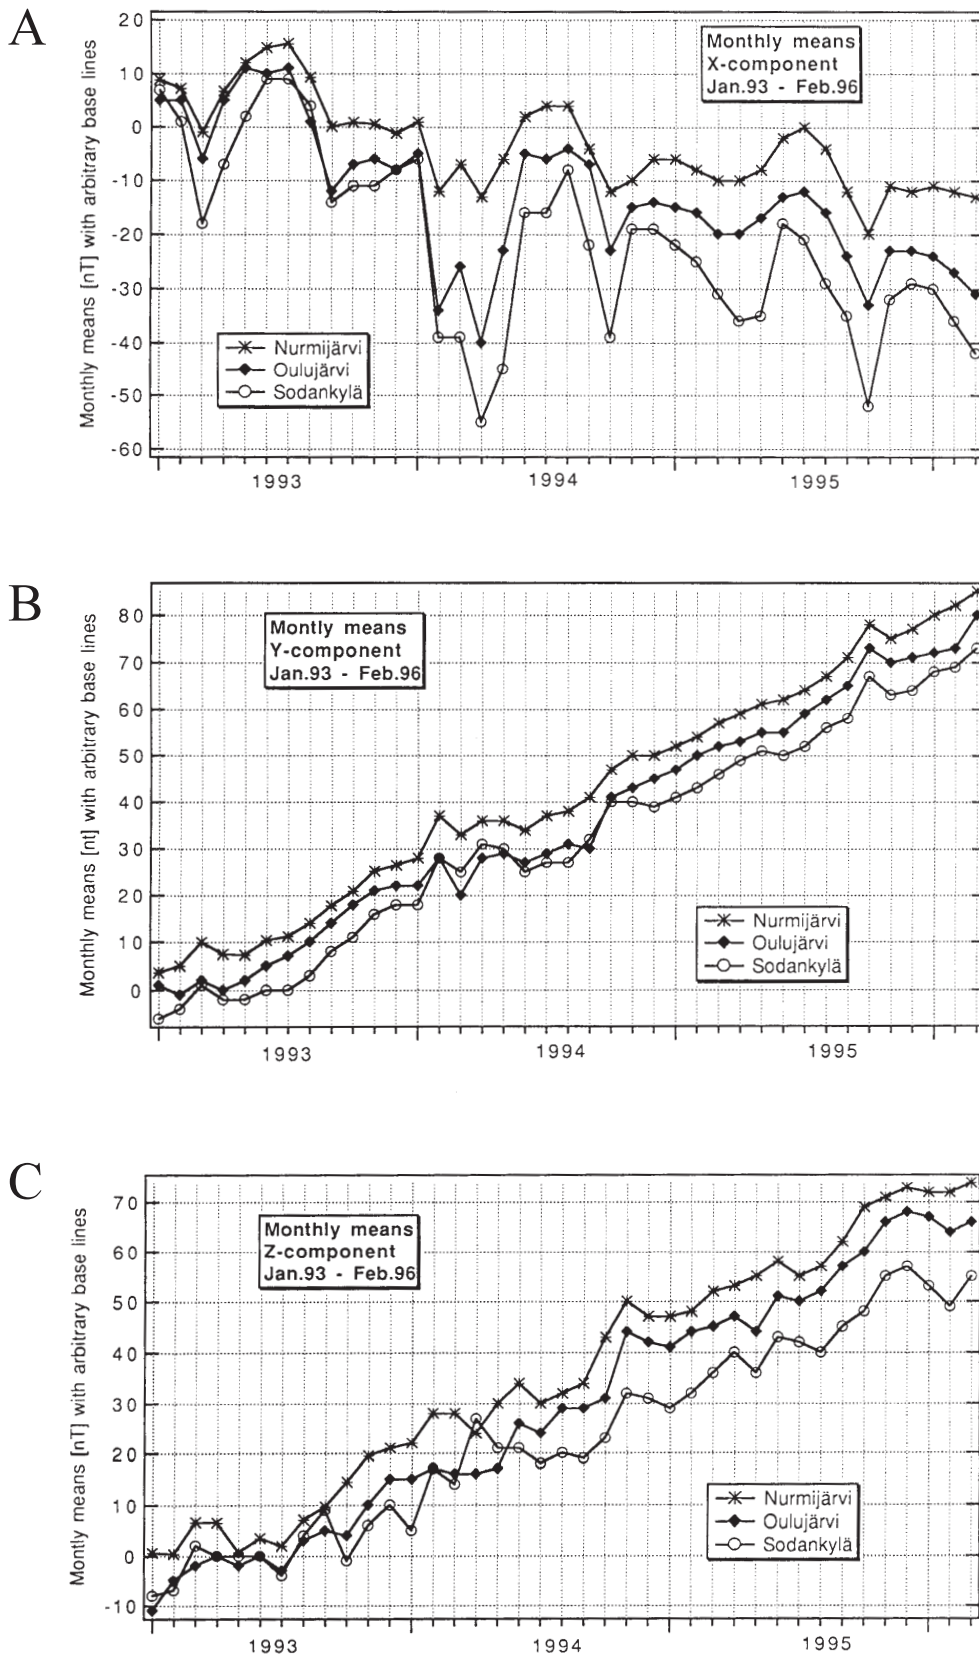 A
Monthly means [nT] with arbitrary base lines
20
10
0
-10
-20
-30
-40
-50
-60
Monthly means
X-component
Jan.93 - Feb.96
Nurmijärvi
Oulujärvi
Sodankylä
1993
1994
1995
B
Monthly means [nt] with arbitrary base lines
80
70
60
50
40
30
20
10
0
Montly means
Y-component
Jan.93 - Feb.96
Nurmijärvi
Oulujärvi
Sodankylä
1993
1994
1995
C
Montly means [nT] with arbitrary base lines
70
60
50
40
30
20
10
0
-10
Monthly means
Z-component
Jan.93 - Feb.96
Nurmijärvi
Oulujärvi
Sodankylä
1993
1994
1995